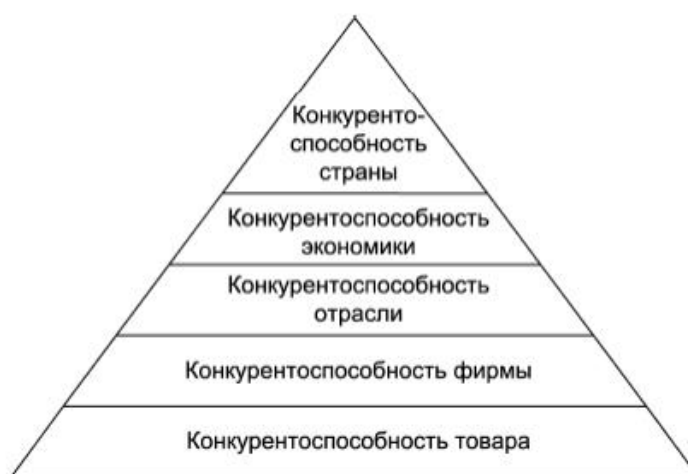 Конкуренто-
способность
страны
Конкурентоспособность
экономики
Конкурентоспособность
отрасли
Конкурентоспособность фирмы
Конкурентоспособность товара